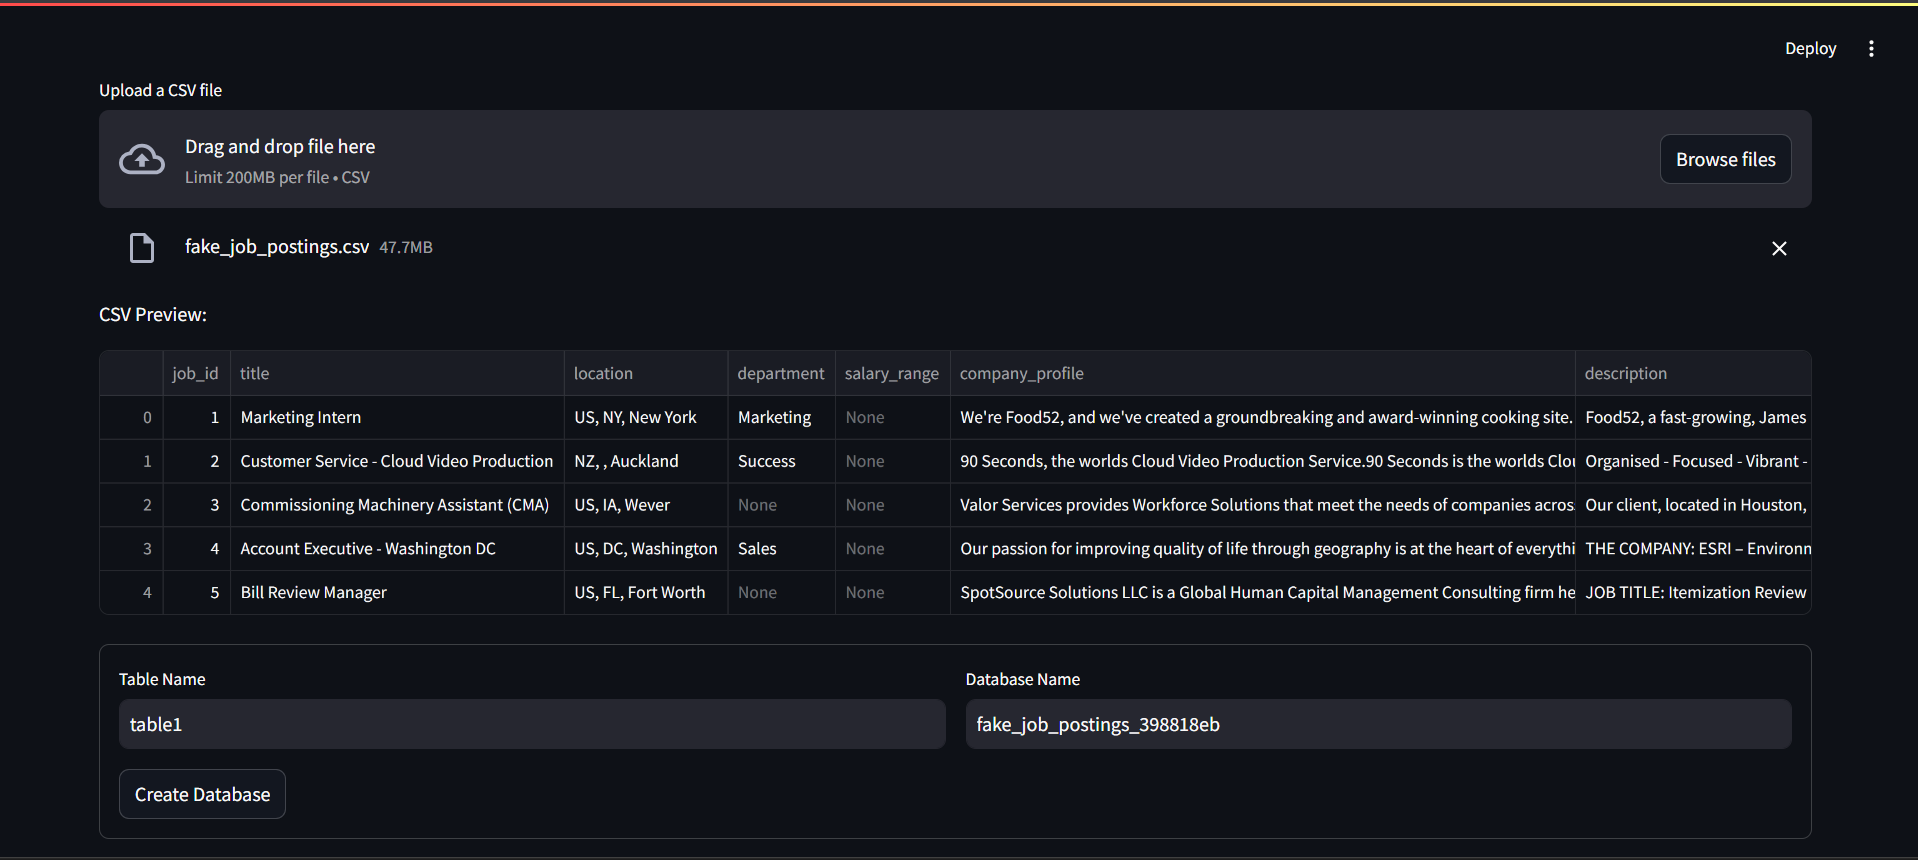 Deploy
Upload a CSV file
Drag and drop file here
Limit 200MB per file • CSV
Browse files
fake_job_postings.csv 47.7MB
CSV Preview:
job_id title location department salary_range company_profile description
0 1 Marketing Intern US, NY, New York Marketing None We're Food52, and we've created a groundbreaking and award-winning cooking site. Food52, a fast-growing, James
1 2 Customer Service - Cloud Video Production NZ, , Auckland Success None 90 Seconds, the worlds Cloud Video Production Service.90 Seconds is the worlds Clou Organised - Focused - Vibrant -
2 3 Commissioning Machinery Assistant (CMA) US, IA, Wever None None Valor Services provides Workforce Solutions that meet the needs of companies acros Our client, located in Houston,
3 4 Account Executive - Washington DC US, DC, Washington Sales None Our passion for improving quality of life through geography is at the heart of everythi THE COMPANY: ESRI – Environ
4 5 Bill Review Manager US, FL, Fort Worth None None SpotSource Solutions LLC is a Global Human Capital Management Consulting firm he JOB TITLE: Itemization Review
Table Name
Database Name
table1
fake_job_postings_398818eb
Create Database